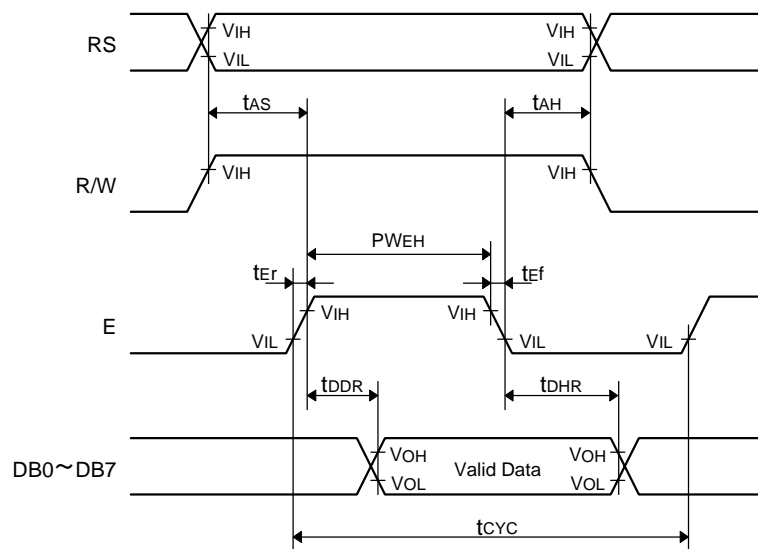 RS
VIH
VIH
VIL
VIL
tAS
tAH
R/W
VIH
VIH
PWEH
tEr
tEf
E
VIH
VIH
VIL
VIL
VIL
tDDR
tDHR
DB0～DB7
VOH
VOH
VOL
Valid Data
VOL
tCYC